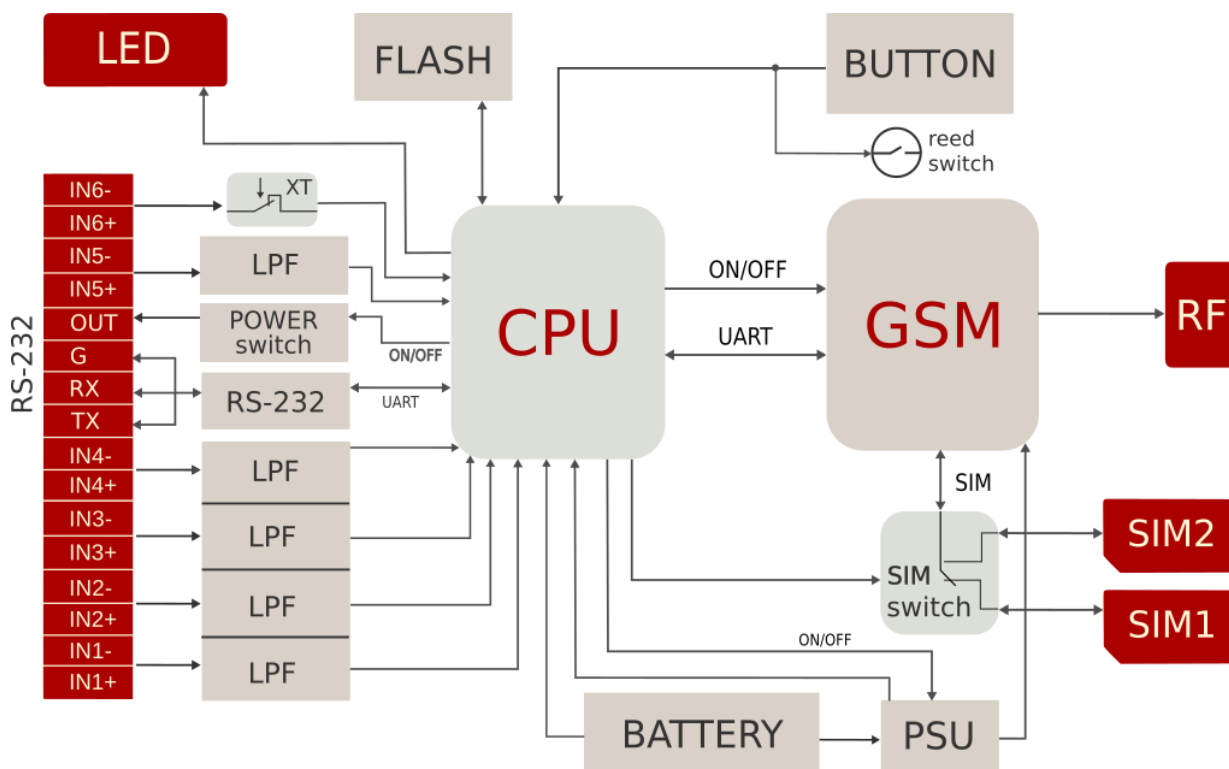 LED
FLASH
BUTTON
reed
switch
IN6-
IN6+
IN5-
IN5+
OUT
G
RX
TX
IN4-
IN4+
IN3-
IN3+
IN2-
IN2+
IN1-
IN1+
RS-232
XT
LPF
POWER
switch
ON/OFF
RS-232
UART
LPF
LPF
LPF
LPF
CPU
ON/OFF
UART
GSM
RF
SIM
SIM
switch
SIM2
SIM1
ON/OFF
BATTERY
PSU